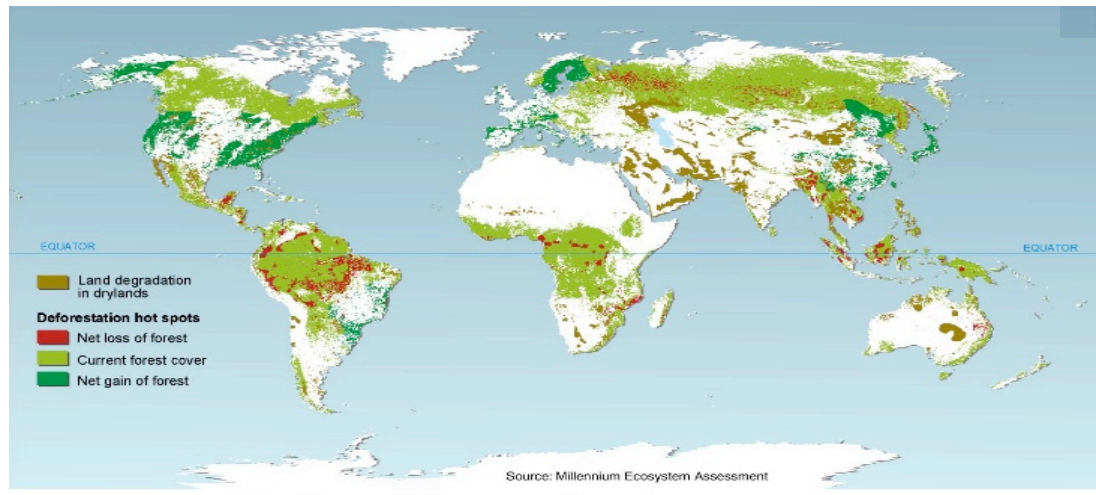 EQUATOR
EQUATOR
Land degradation
in drylands
Deforestation hot spots
Net loss of forest
Current forest cover
Net gain of forest
Source: Millennium Ecosystem Assessment